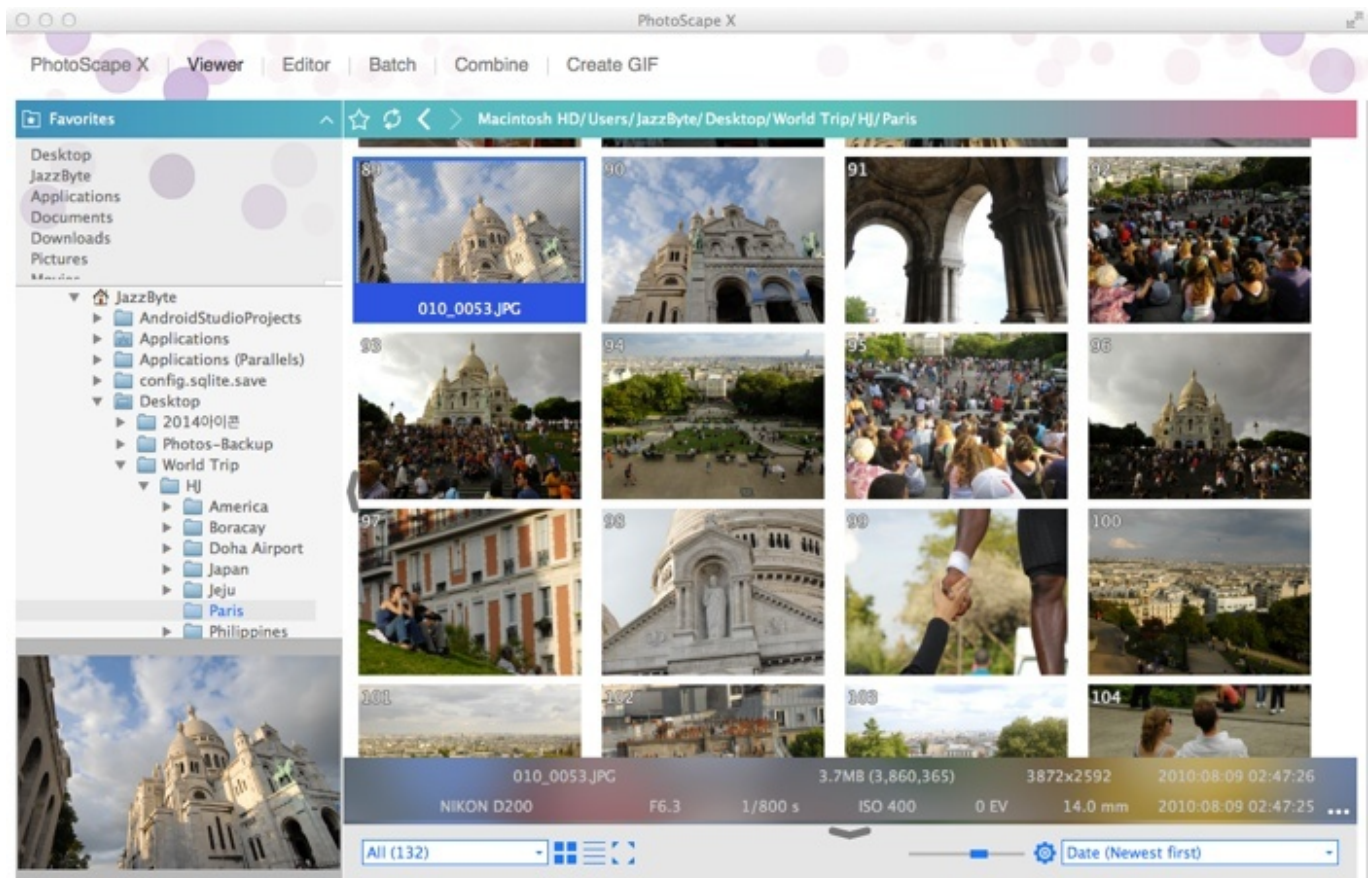 PhotoScape X
PhotoScape X | Viewer | Editor | Batch | Combine | Create GIF
Favorites
Macintosh HD/Users/JazzByte/Desktop/World Trip/HJ/Paris
Desktop
JazzByte
Applications
Documents
Downloads
Pictures
Movies
JazzByte
AndroidStudioProjects
Applications
Applications (Parallels)
config.sqlite.save
Desktop
2014아이콘
Photos-Backup
World Trip
HJ
America
Boracay
Doha Airport
Japan
Jeju
Paris
Philippines
89 90 91 92
010_0053.JPG
93 94 95 96
97 98 99 100
101 102 103 104
010_0053.JPG 3.7MB (3,860,365) 3872x2592 2010:08:09 02:47:26
NIKON D200 F6.3 1/800 s ISO 400 0 EV 14.0 mm 2010:08:09 02:47:25 ...
All (132) Date (Newest first)